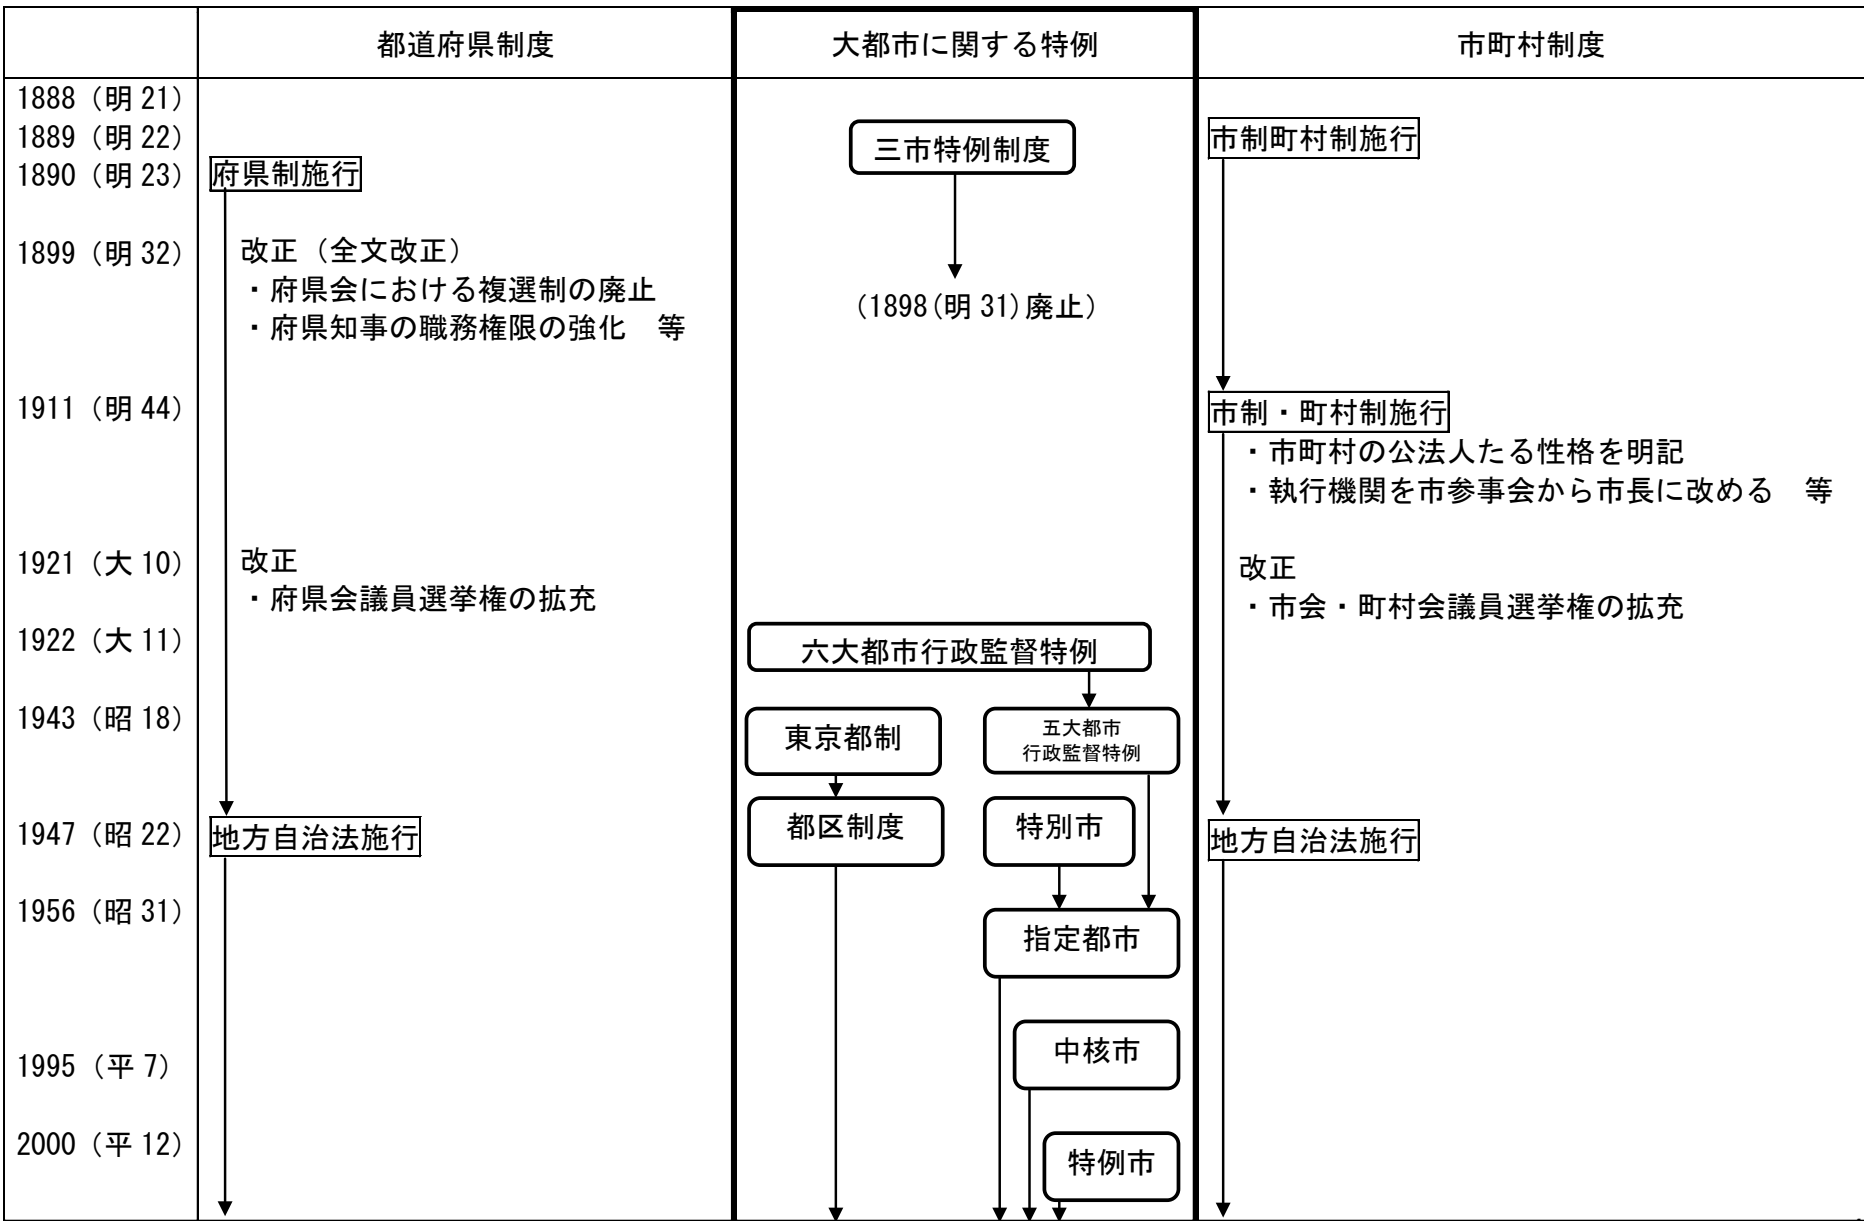 都道府県制度
大都市に関する特例
市町村制度
1888（明 21）
1889（明 22）
三市特例制度
市制町村制施行
1890（明 23）
府県制施行
1899（明 32）
改正（全文改正）
・府県会における複選制の廃止
・府県知事の職務権限の強化　等
（1898(明 31)廃止）
1911（明 44）
市制・町村制施行
・市町村の公法人たる性格を明記
・執行機関を市参事会から市長に改める　等
1921（大 10）
改正
・府県会議員選挙権の拡充
改正
・市会・町村会議員選挙権の拡充
1922（大 11）
六大都市行政監督特例
1943（昭 18）
東京都制
五大都市
行政監督特例
1947（昭 22）
地方自治法施行
都区制度
特別市
地方自治法施行
1956（昭 31）
指定都市
1995（平 7）
中核市
2000（平 12）
特例市